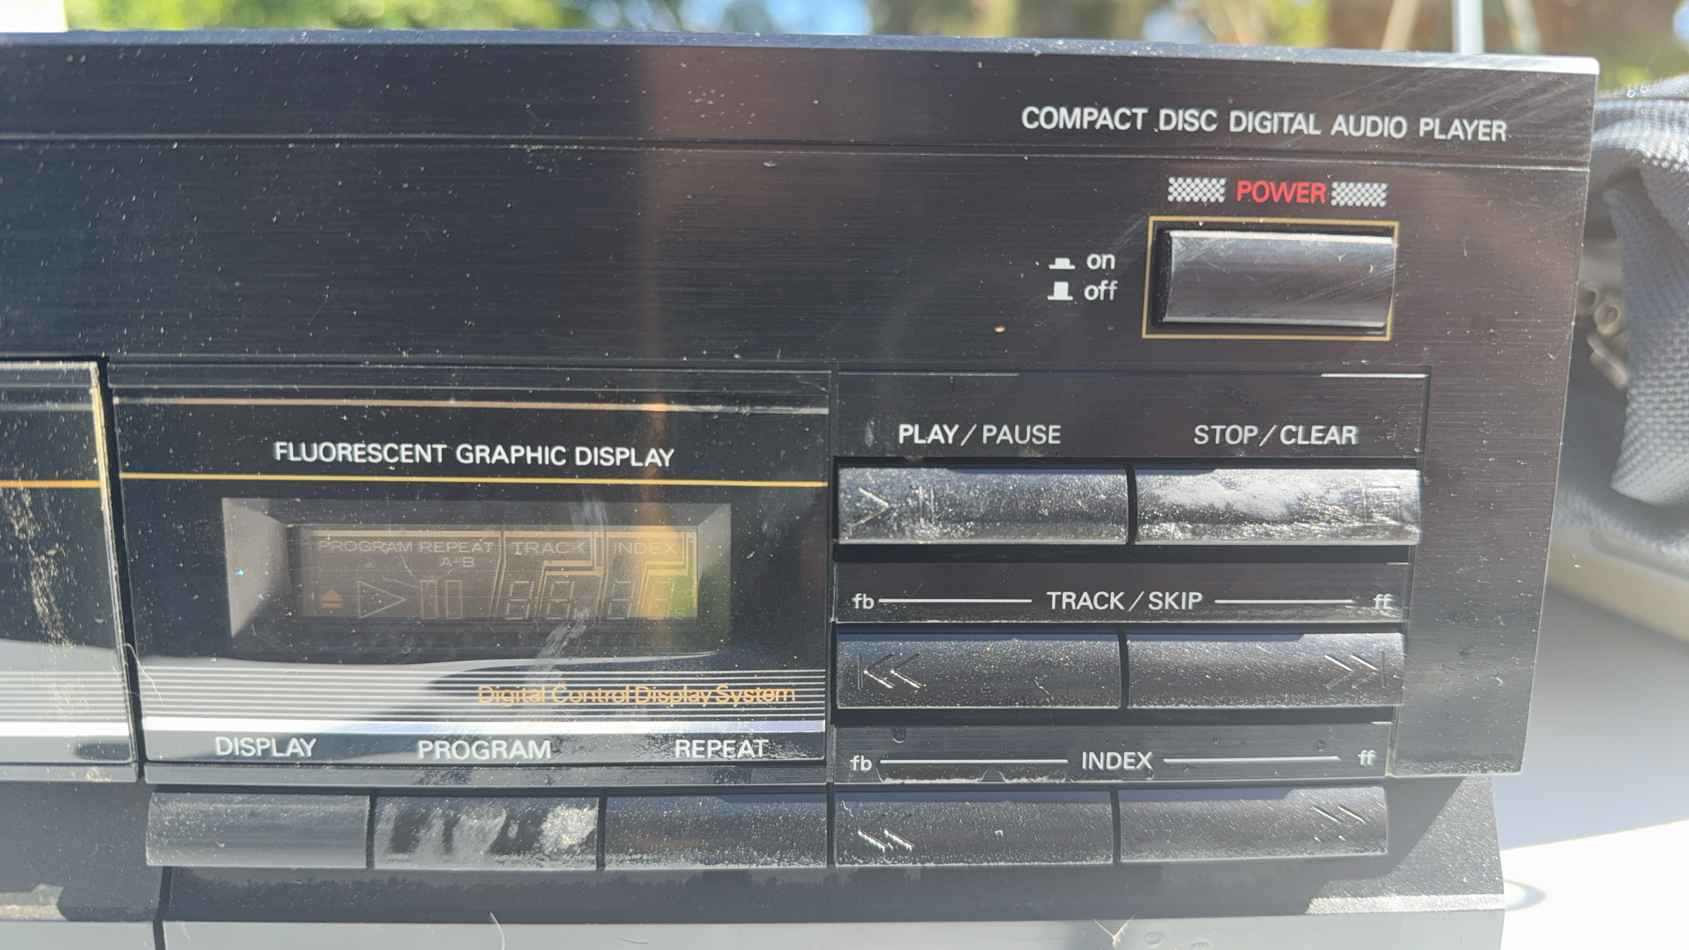 COMPACT DISC DIGITAL AUDIO PLAYER
POWER
on
off
PLAY/PAUSE
STOP/CLEAR
FLUORESCENT GRAPHIC DISPLAY
PROGRAM REPEAT TRACK INDEX
A-B
fb TRACK/SKIP ff
Digital Control Display System
DISPLAY PROGRAM REPEAT
fb INDEX ff